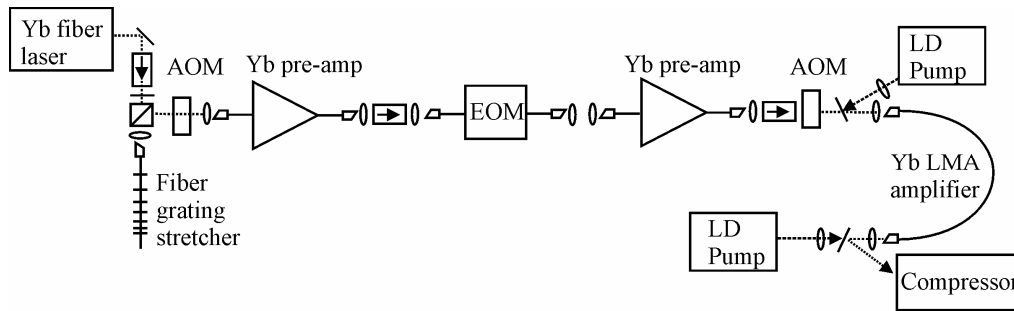 Yb fiber
laser
AOM
Yb pre-amp
EOM
Yb pre-amp
AOM
LD
Pump
Fiber
grating
stretcher
Yb LMA
amplifier
LD
Pump
Compressor